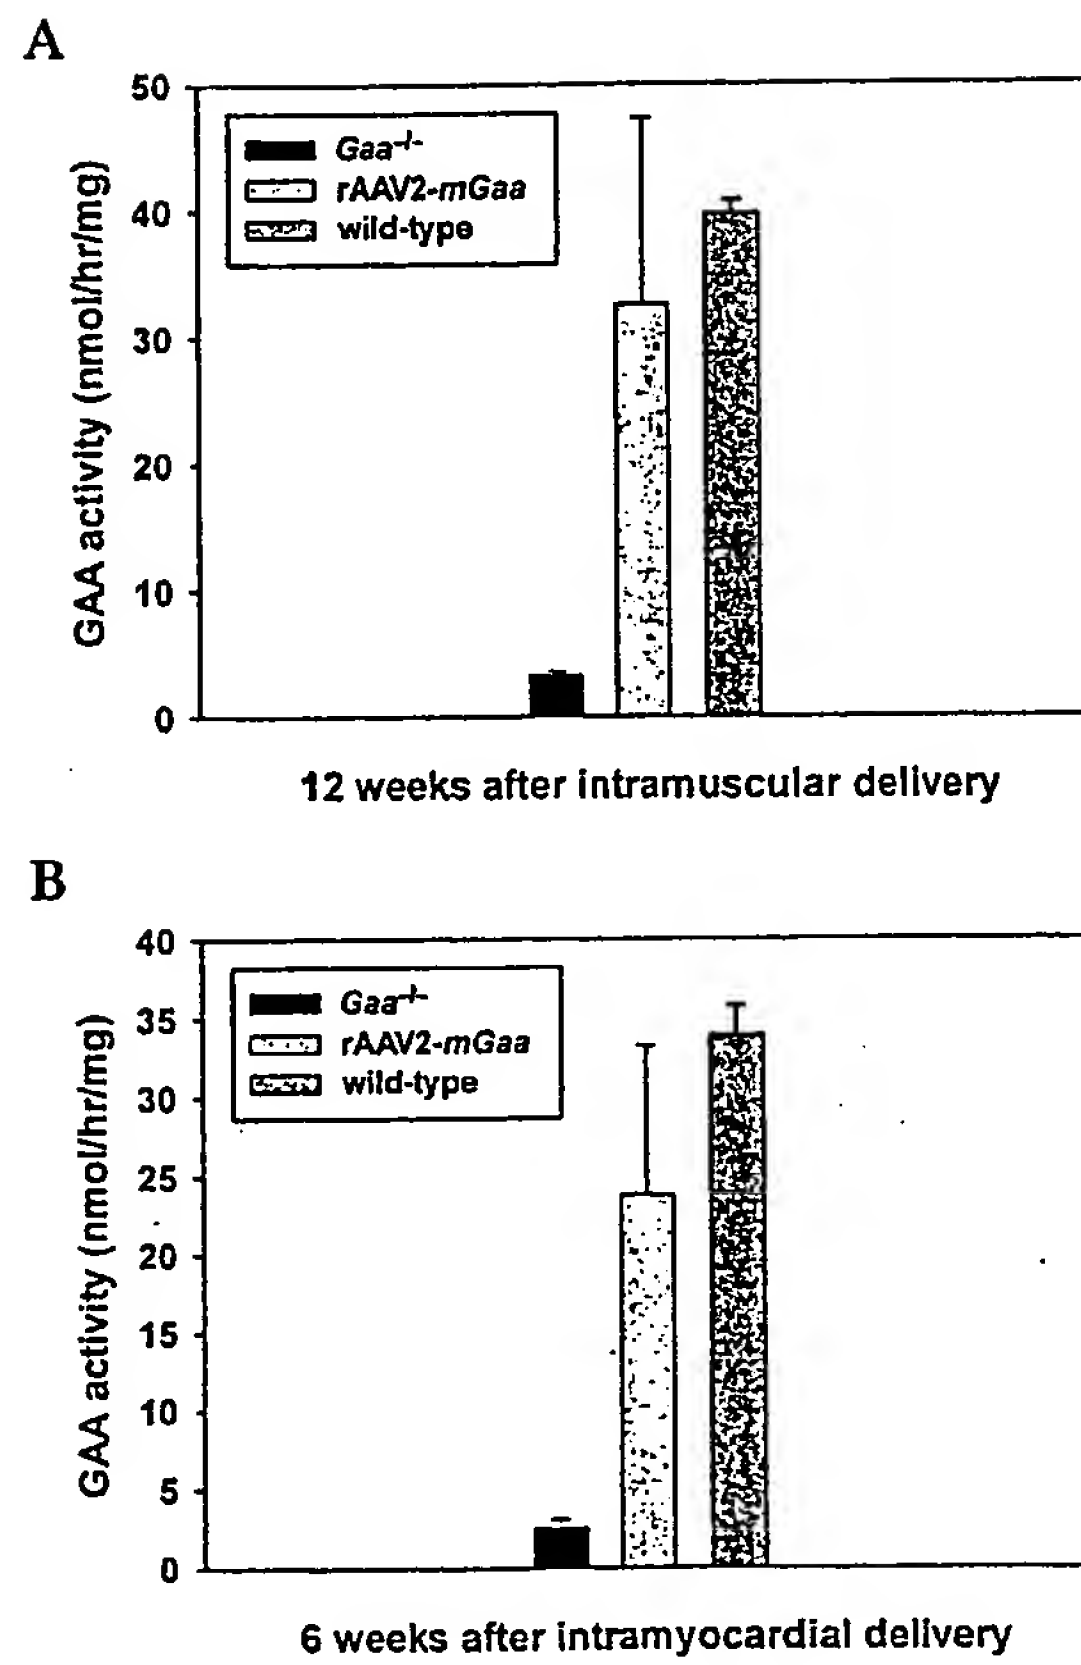 A
50
40
30
20
10
0
GAA activity (nmol/hr/mg)
Gaa-/-
rAAV2-mGaa
wild-type
12 weeks after intramuscular delivery
B
40
35
30
25
20
15
10
5
0
GAA activity (nmol/hr/mg)
Gaa-/-
rAAV2-mGaa
wild-type
6 weeks after intramyocardial delivery